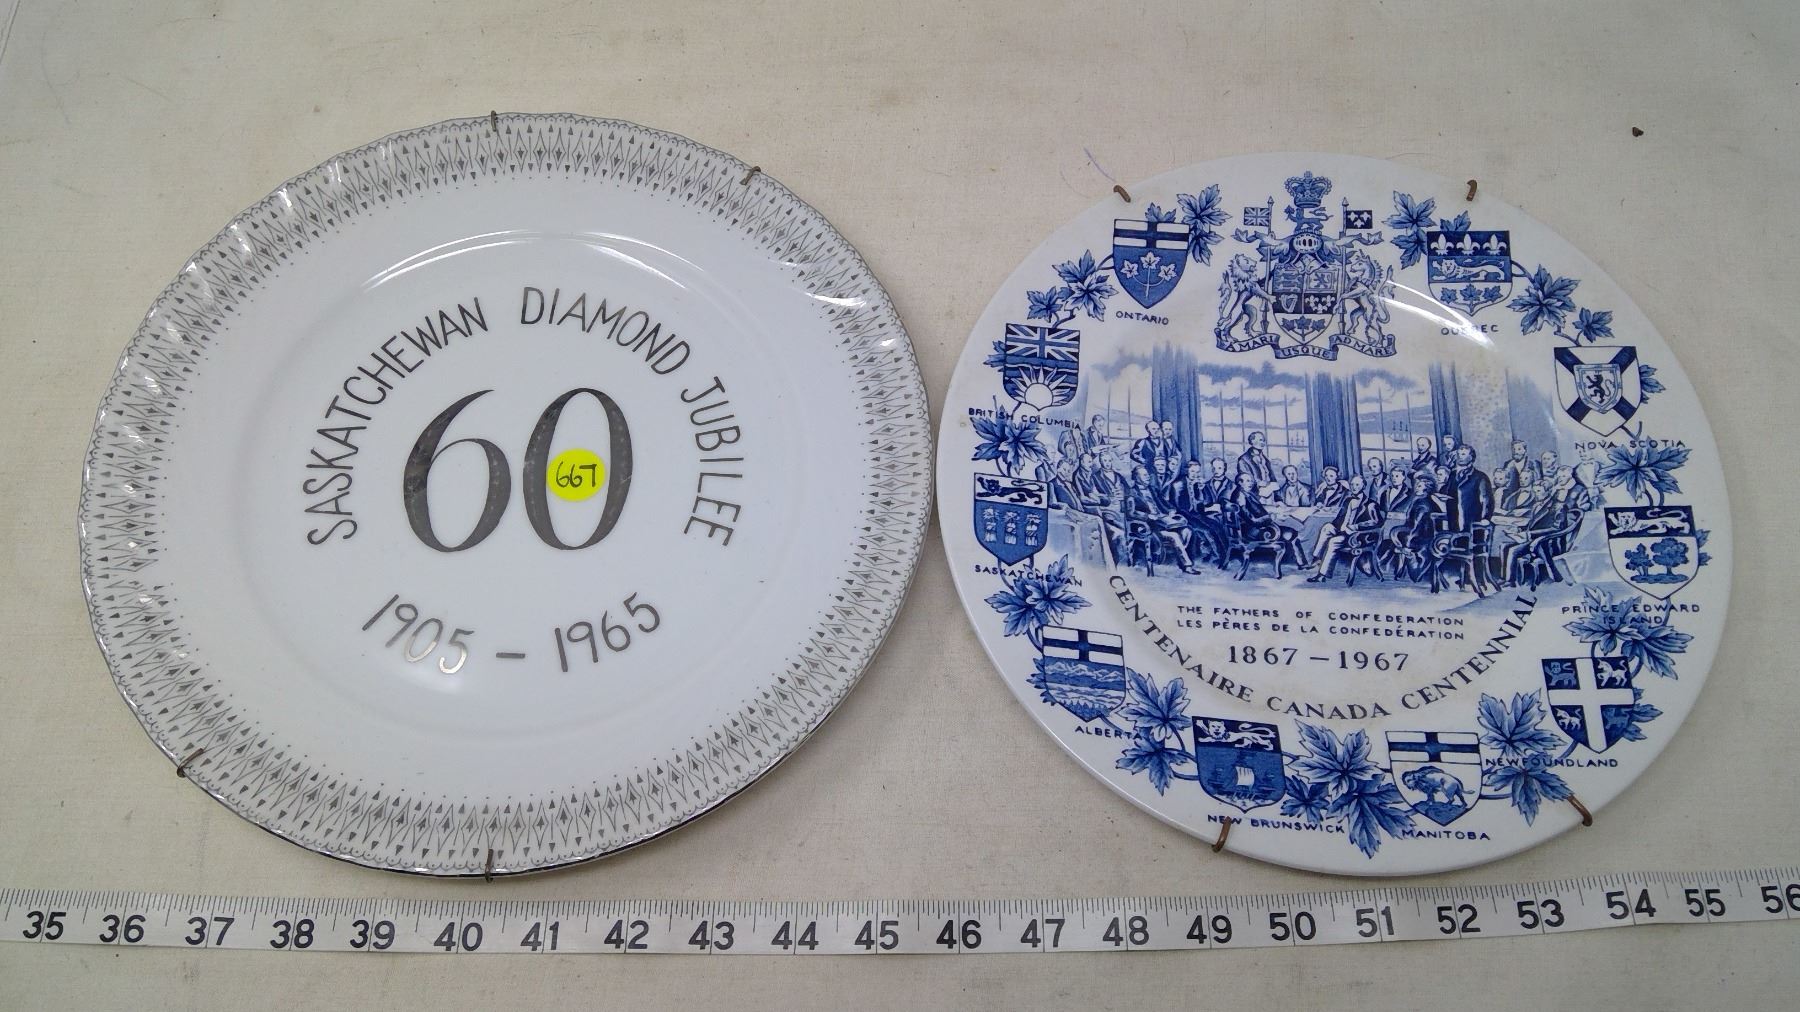 SASKATCHEWAN DIAMOND JUBILEE
60
667
1905 - 1965
A MARI USQUE AD MARE
ONTARIO
QUEBEC
BRITISH COLUMBIA
NOVA SCOTIA
SASKATCHEWAN
PRINCE EDWARD
ISLAND
ALBERTA
NEWFOUNDLAND
NEW BRUNSWICK
MANITOBA
THE FATHERS OF CONFEDERATION
LES PÈRES DE LA CONFEDÉRATION
1867 - 1967
CENTENAIRE CANADA CENTENNIAL
35 36 37 38 39 40 41 42 43 44 45 46 47 48 49 50 51 52 53 54 55 56